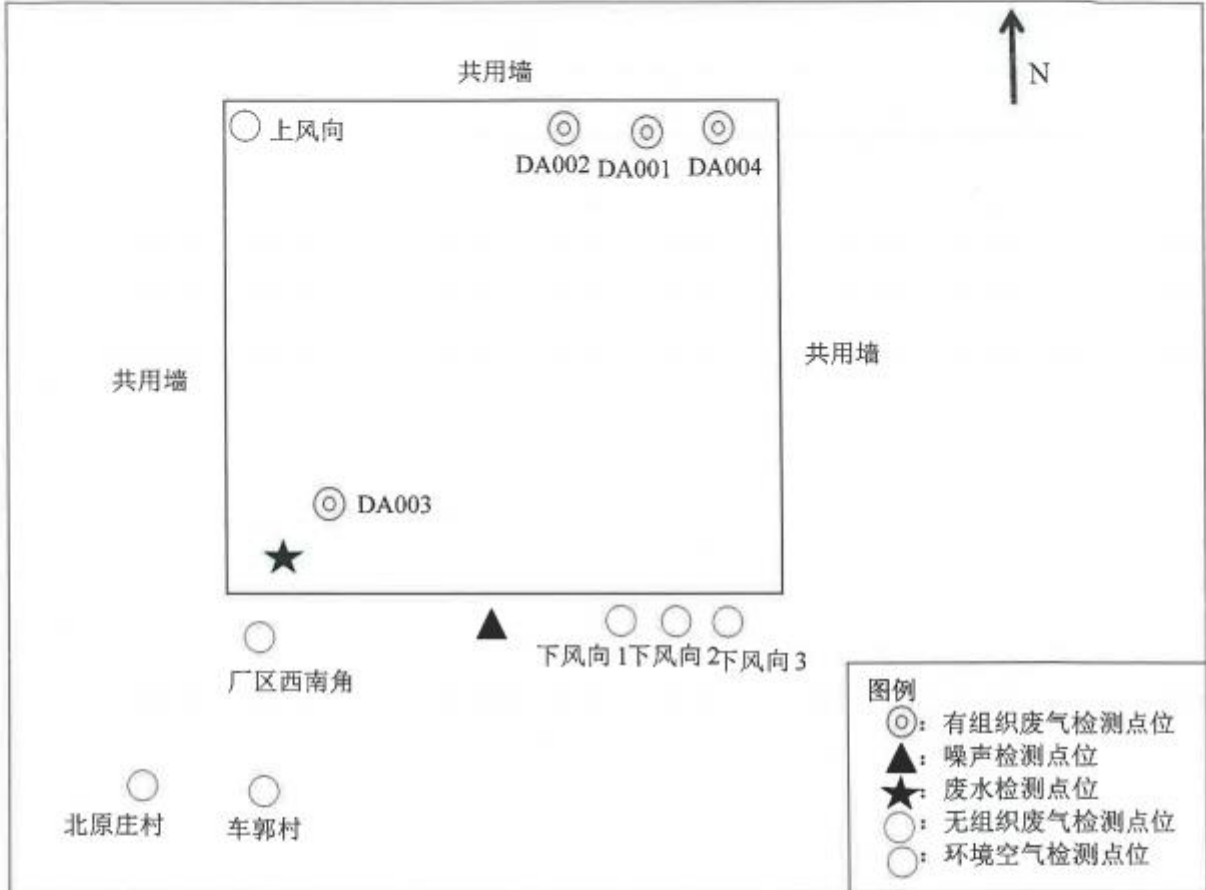 共用墙
N
上风向
DA002
DA001
DA004
共用墙
共用墙
DA003
下风向1
下风向2
下风向3
厂区西南角
北原庄村
车郭村
图例
：有组织废气检测点位
：噪声检测点位
：废水检测点位
：无组织废气检测点位
：环境空气检测点位